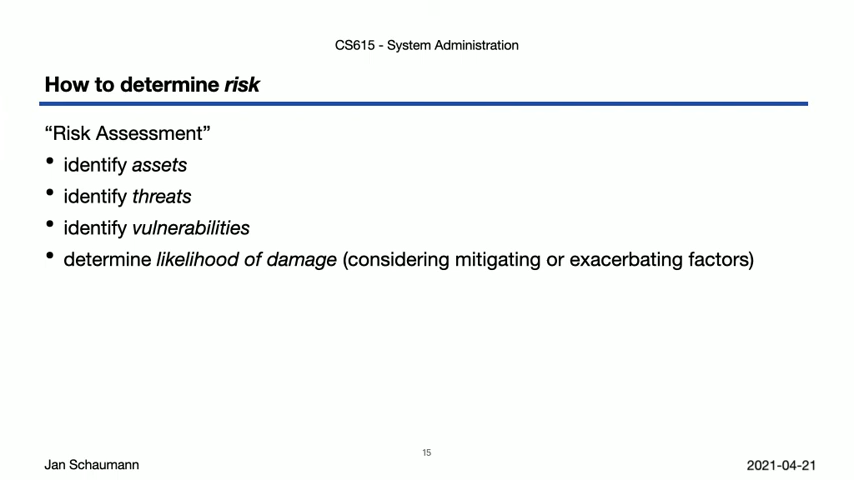 CS615 - System Administration
How to determine risk
“Risk Assessment”
• identify assets
• identify threats
• identify vulnerabilities
• determine likelihood of damage (considering mitigating or exacerbating factors)
15
Jan Schaumann
2021-04-21